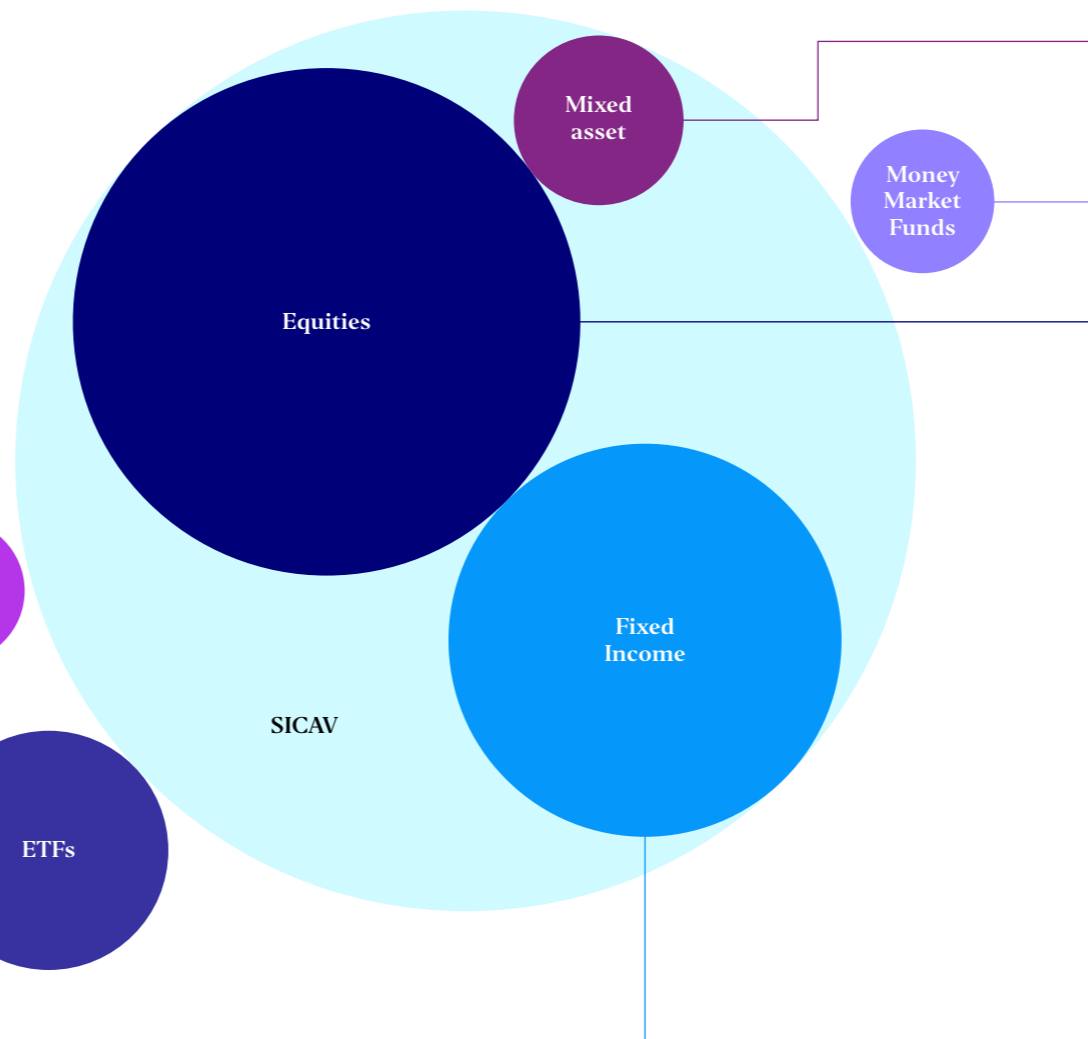 Mixed
asset
Money
Market
Funds
Equities
Fixed
Income
SICAV
ETFs